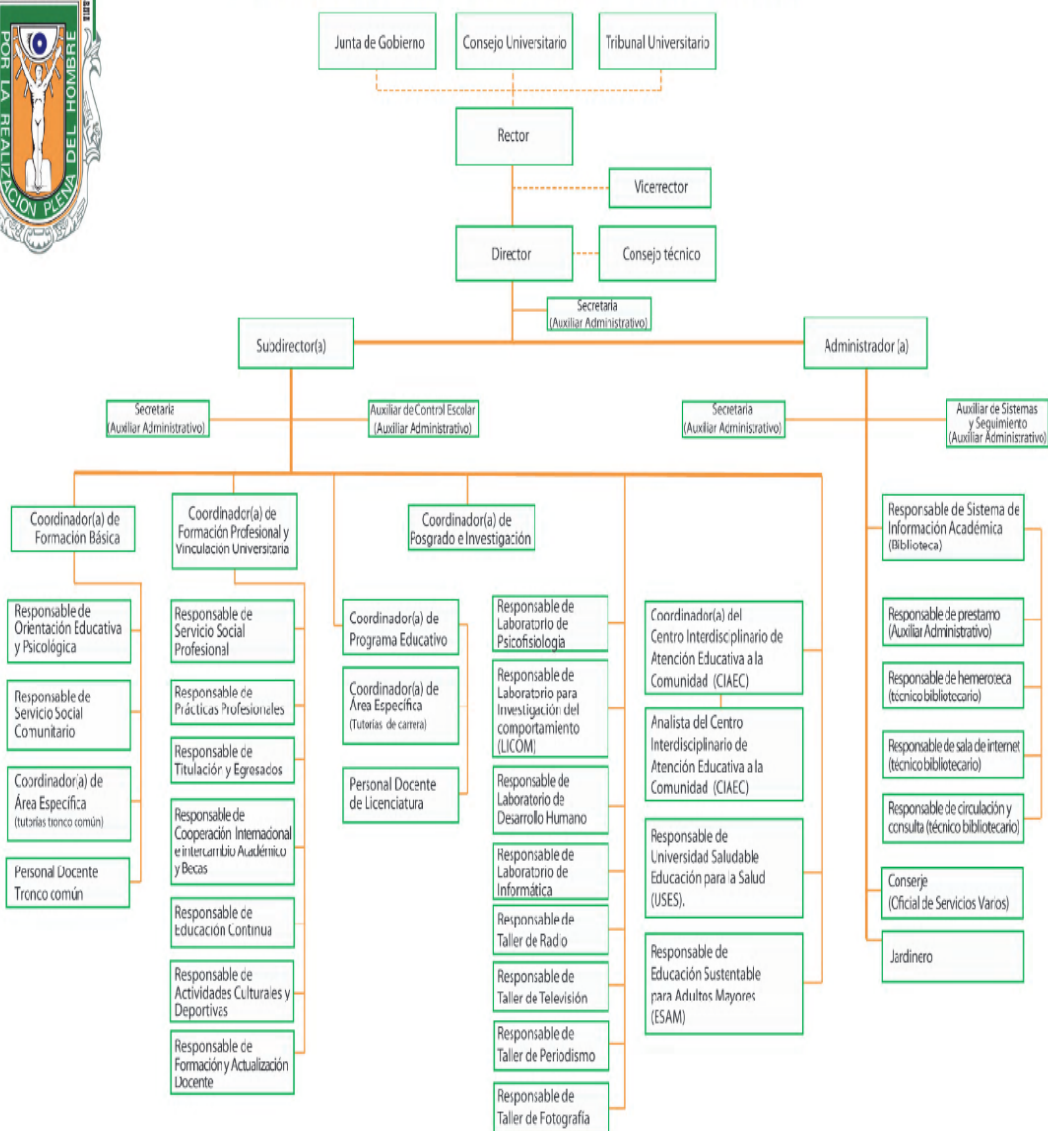 POR LA REALIZACIÓN PLENA DEL HOMBRE
Junta de Gobierno
Consejo Universitario
Tribunal Universitario
Rector
Vicerrector
Director
Consejo técnico
Secretaria
(Auxiliar Administrativo)
Subdirector(a)
Administrador (a)
Secretaria
(Auxiliar Administrativo)
Auxiliar de Control Escolar
(Auxiliar Administrativo)
Secretaria
(Auxiliar Administrativo)
Auxiliar de Sistemas
y Seguimiento
(Auxiliar Administrativo)
Coordinador(a) de
Formación Básica
Responsable de
Orientación Educativa
y Psicológica
Responsable de
Servicio Social
Comunitario
Coordinador(a) de
Área Específica
(tutorías tronco común)
Personal Docente
Tronco común
Coordinador(a) de
Formación Profesional y
Vinculación Universitaria
Responsable de
Servicio Social
Profesional
Responsable de
Prácticas Profesionales
Responsable de
Titulación y Egresados
Responsable de
Cooperación Internacional
e intercambio Académico
y Becas
Responsable de
Educación Continua
Responsable de
Actividades Culturales y
Deportivas
Responsable de
Formación y Actualización
Docente
Coordinador(a) de
Programa Educativo
Coordinador(a) de
Área Específica
(Tutorías de carrera)
Personal Docente
de Licenciatura
Coordinador(a) de
Posgrado e Investigación
Responsable de
Laboratorio de
Psicofisiología
Responsable de
Laboratorio para
Investigación del
comportamiento
(LICOM)
Responsable de
Laboratorio de
Desarrollo Humano
Responsable de
Laboratorio de
Informática
Responsable de
Taller de Radio
Responsable de
Taller de Televisión
Responsable de
Taller de Periodismo
Responsable de
Taller de Fotografía
Coordinador(a) del
Centro Interdisciplinario de
Atención Educativa a la
Comunidad (CIAEC)
Analista del Centro
Interdisciplinario de
Atención Educativa a la
Comunidad (CIAEC)
Responsable de
Universidad Saludable
Educación para la Salud
(USES).
Responsable de
Educación Sustentable
para Adultos Mayores
(ESAM)
Responsable de Sistema de
Información Académica
(Biblioteca)
Responsable de prestamo
(Auxiliar Administrativo)
Responsable de hemeroteca
(técnico bibliotecario)
Responsable de sala de internet
(técnico bibliotecario)
Responsable de circulación y
consulta (técnico bibliotecario)
Conserje
(Oficial de Servicios Varios)
Jardinero